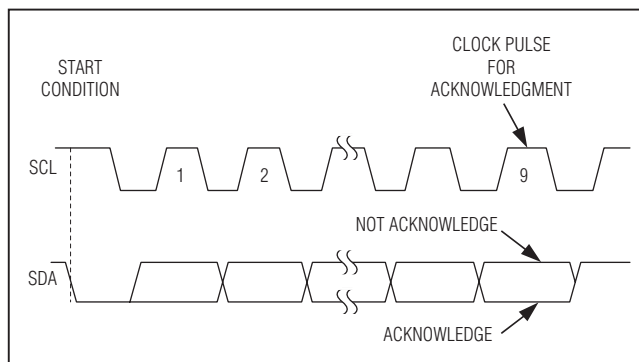 START
CONDITION
CLOCK PULSE
FOR
ACKNOWLEDGMENT
SCL
1
2
9
NOT ACKNOWLEDGE
SDA
ACKNOWLEDGE